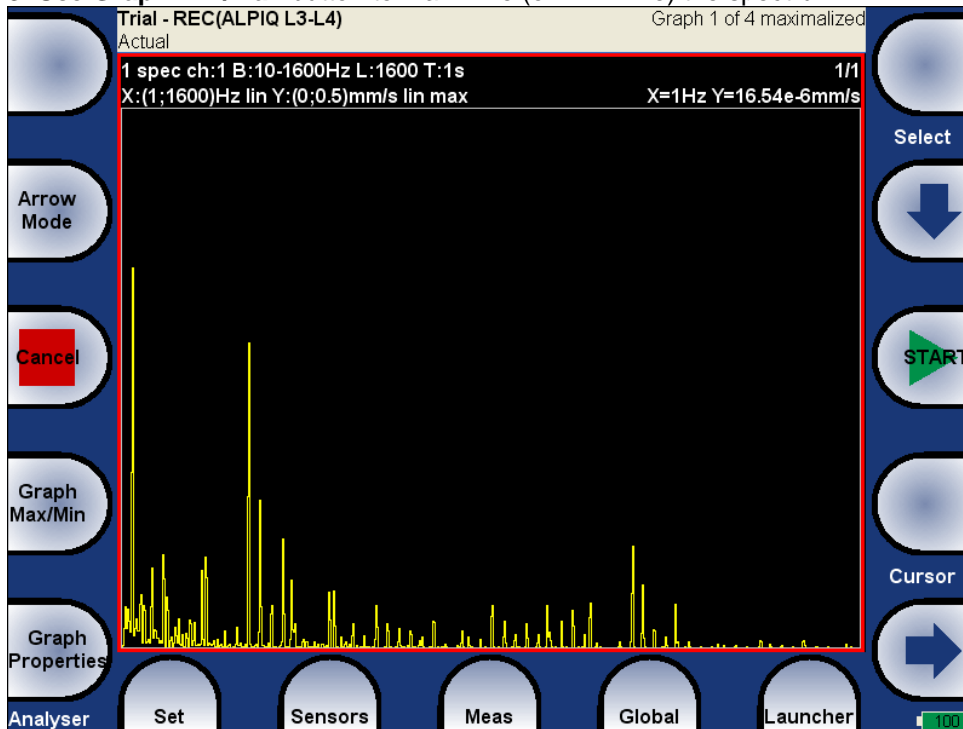 Trial - REC(ALPIQ L3-L4)
Graph 1 of 4 maximalized
Actual
1 spec ch:1 B:10-1600Hz L:1600 T:1s
1/1
X:(1;1600)Hz lin Y:(0;0.5)mm/s lin max
X=1Hz Y=16.54e-6mm/s
Select
Arrow
Mode
Cancel
START
Graph
Max/Min
Cursor
Graph
Properties
Analyser
Set
Sensors
Meas
Global
Launcher
100